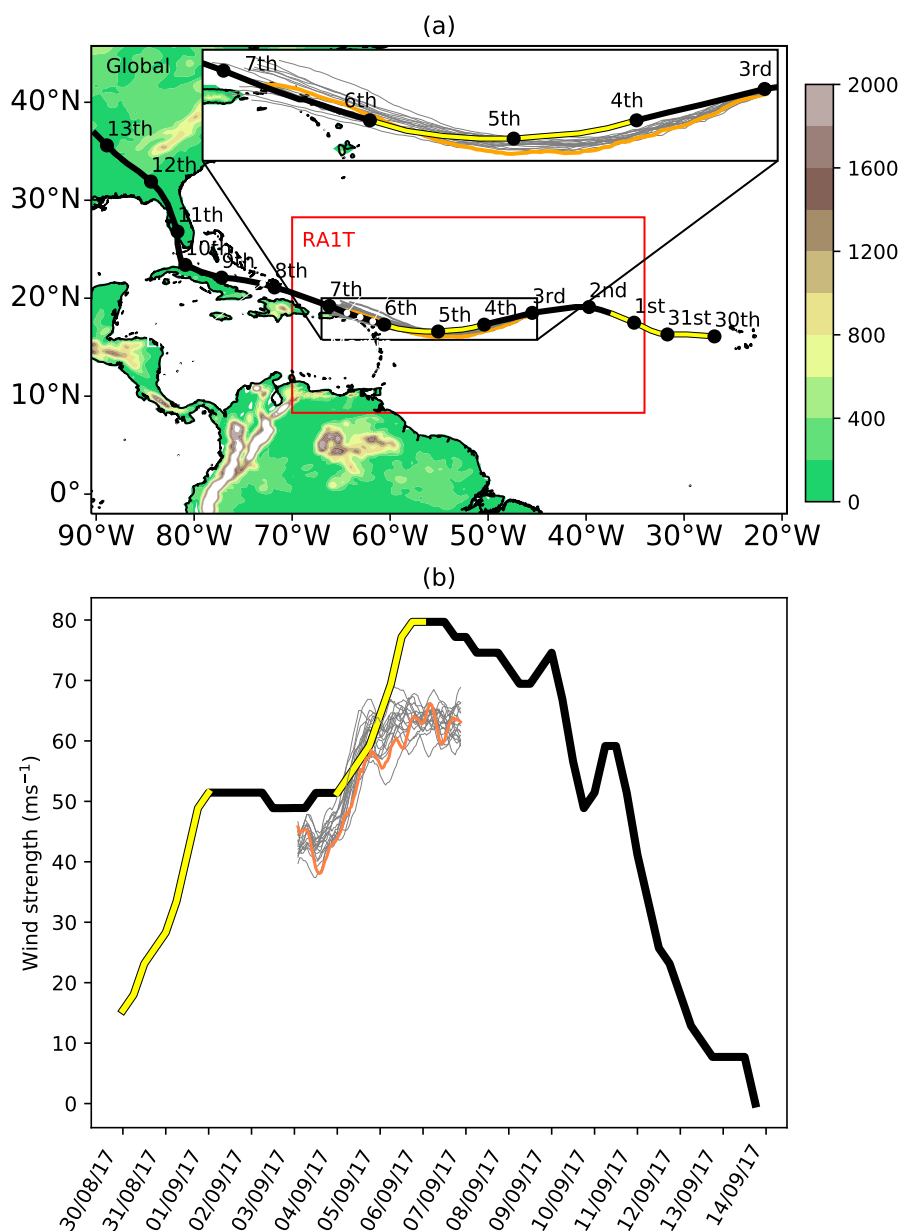 (a)
Global
7th
6th
5th
4th
3rd
13th
12th
11th
10th
9th
8th
7th
6th
5th
4th
3rd
2nd
1st
31st
30th
RA1T
40°N
30°N
20°N
10°N
0°
90°W 80°W 70°W 60°W 50°W 40°W 30°W 20°W
2000
1600
1200
800
400
0
(b)
Wind strength (ms⁻¹)
80
70
60
50
40
30
20
10
0
30/08/17
31/08/17
01/09/17
02/09/17
03/09/17
04/09/17
05/09/17
06/09/17
07/09/17
08/09/17
09/09/17
10/09/17
11/09/17
12/09/17
13/09/17
14/09/17